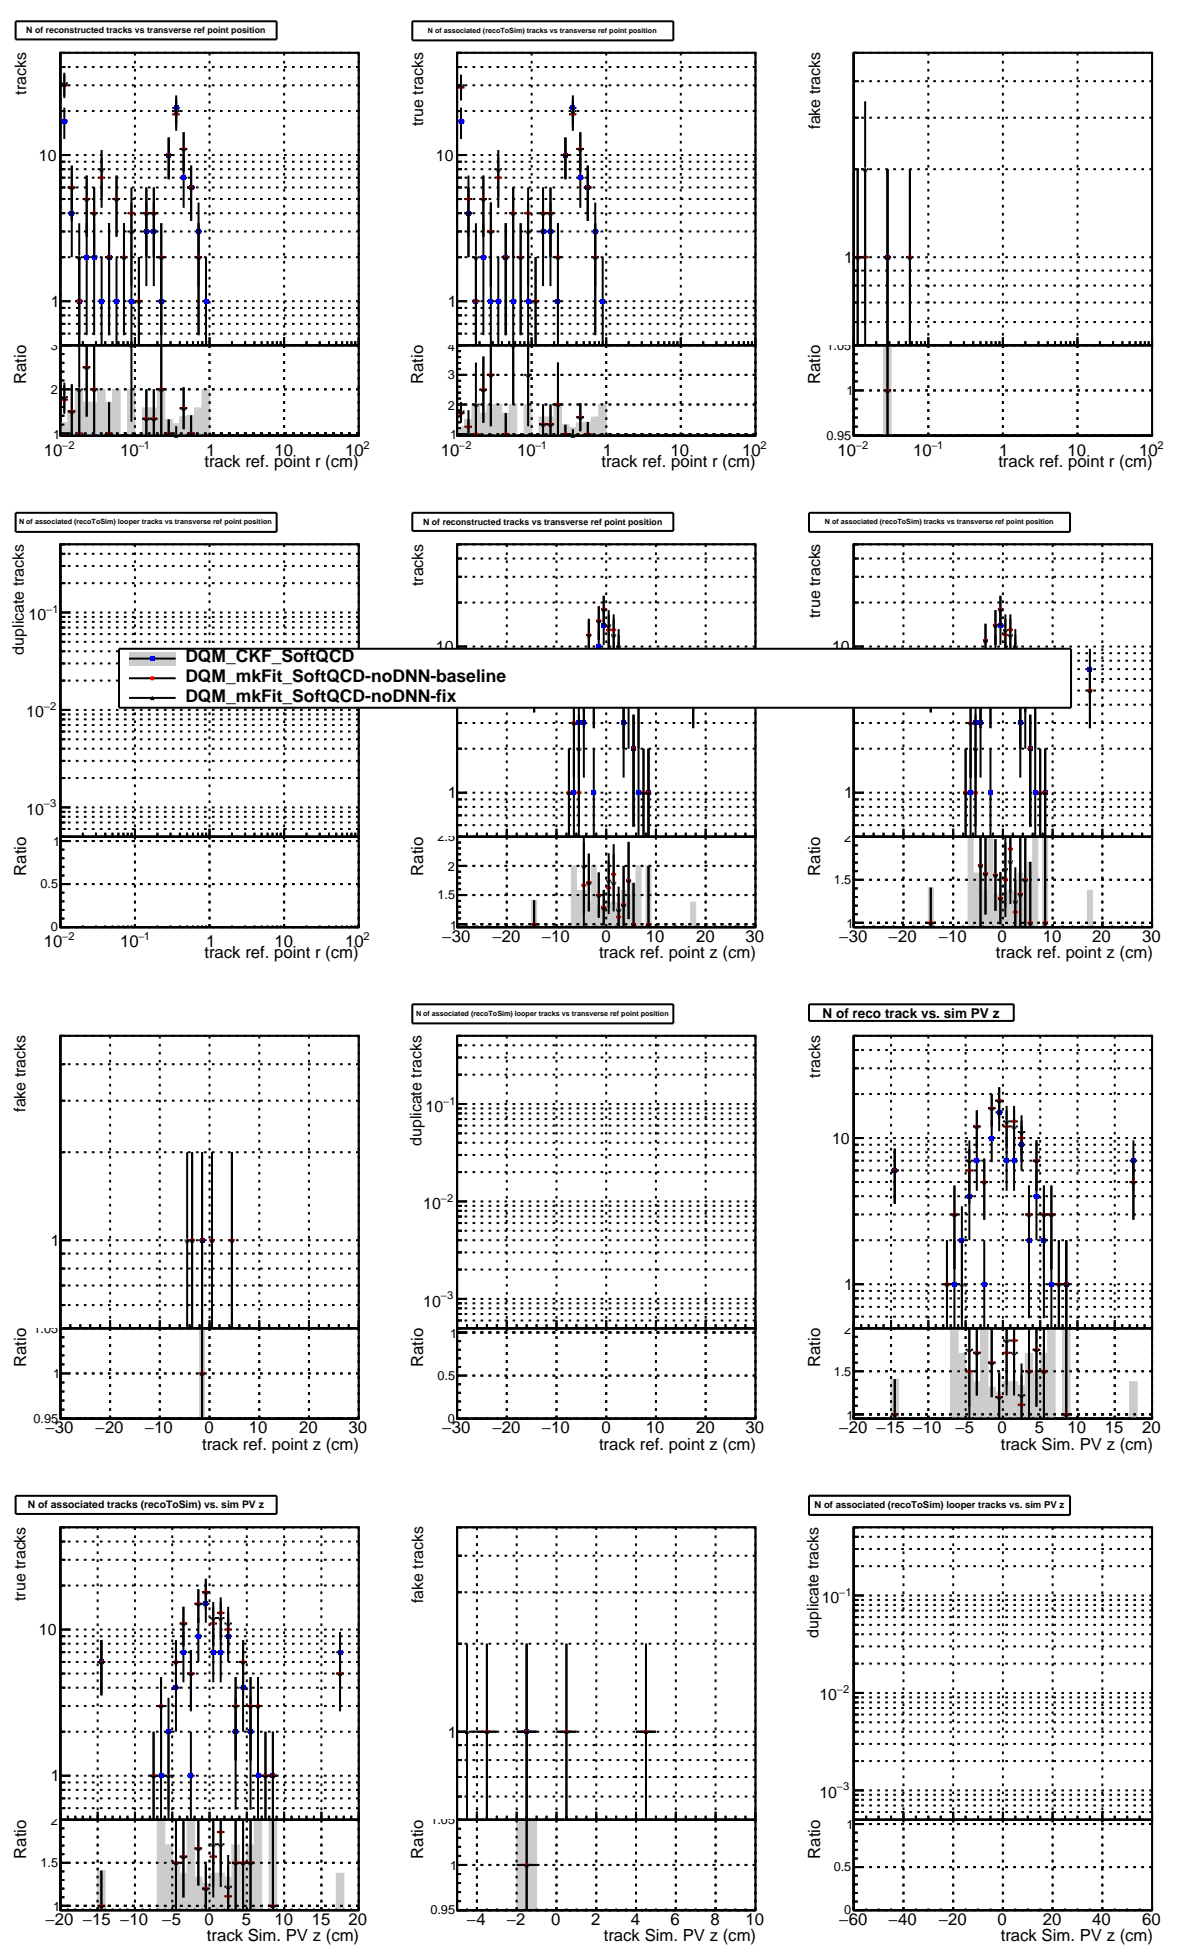 N of reconstructed tracks vs transverse ref point position
tracks
10
1
Ratio
3
2
1
10−2 10−1 1 10 102
track ref. point r (cm)
N of associated (recoToSim) tracks vs transverse ref point position
true tracks
10
1
Ratio
4
3
2
1
10−2 10−1 1 10 102
track ref. point r (cm)
fake tracks
1
Ratio
1.05
1
0.95
10−2 10−1 1 10 102
track ref. point r (cm)
N of associated (recoToSim) looper tracks vs transverse ref point position
duplicate tracks
10−1
10−2
10−3
Ratio
1
0.5
0
10−2 10−1 1 10 102
track ref. point r (cm)
N of reconstructed tracks vs transverse ref point position
tracks
10
1
Ratio
2.5
2
1.5
1
−30 −20 −10 0 10 20 30
track ref. point z (cm)
N of associated (recoToSim) tracks vs transverse ref point position
true tracks
10
1
Ratio
2
1.5
1
−30 −20 −10 0 10 20 30
track ref. point z (cm)
DQM_CKF_SoftQCD
DQM_mkFit_SoftQCD-noDNN-baseline
DQM_mkFit_SoftQCD-noDNN-fix
fake tracks
1
Ratio
1.05
1
0.95
−30 −20 −10 0 10 20 30
track ref. point z (cm)
N of associated (recoToSim) looper tracks vs transverse ref point position
duplicate tracks
10−1
10−2
10−3
Ratio
1
0.5
0
−30 −20 −10 0 10 20 30
track ref. point z (cm)
N of reco track vs. sim PV z
tracks
10
1
Ratio
2
1.5
1
−20 −15 −10 −5 0 5 10 15 20
track Sim. PV z (cm)
N of associated tracks (recoToSim) vs. sim PV z
true tracks
10
1
Ratio
2
1.5
1
−20 −15 −10 −5 0 5 10 15 20
track Sim. PV z (cm)
fake tracks
1
Ratio
1.05
1
0.95
−4 −2 0 2 4 6 8 10
track Sim. PV z (cm)
N of associated (recoToSim) looper tracks vs. sim PV z
duplicate tracks
10−1
10−2
10−3
Ratio
1
0.5
0
−60 −40 −20 0 20 40 60
track Sim. PV z (cm)